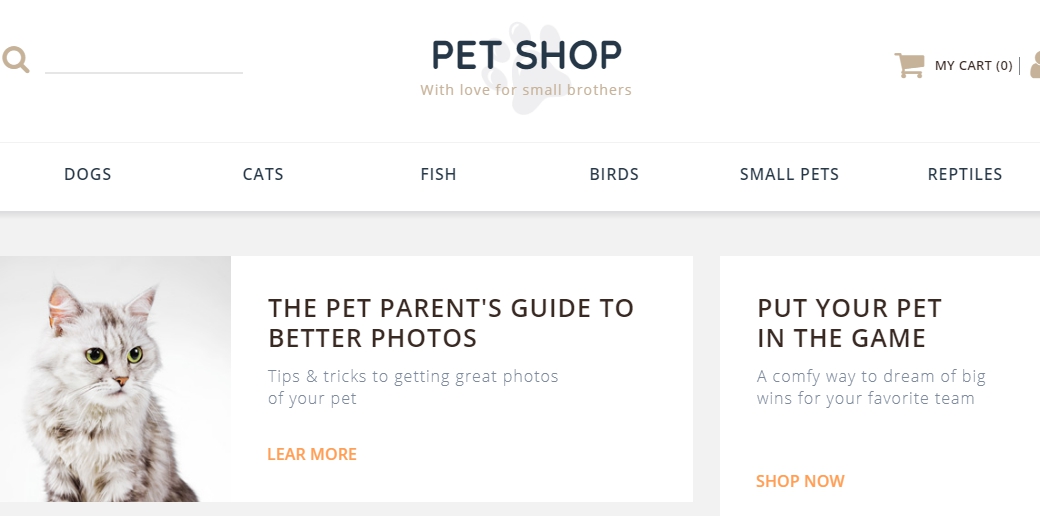 PET SHOP
With love for small brothers
MY CART (0)
DOGS
CATS
FISH
BIRDS
SMALL PETS
REPTILES
THE PET PARENT'S GUIDE TO
BETTER PHOTOS
Tips & tricks to getting great photos
of your pet
LEAR MORE
PUT YOUR PET
IN THE GAME
A comfy way to dream of big
wins for your favorite team
SHOP NOW